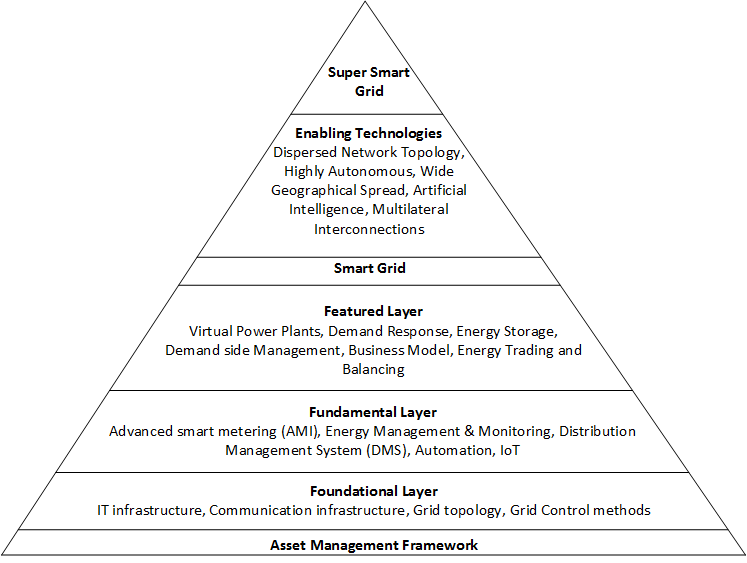 Super Smart
Grid
Enabling Technologies
Dispersed Network Topology,
Highly Autonomous, Wide
Geographical Spread, Artificial
Intelligence, Multilateral
Interconnections
Smart Grid
Featured Layer
Virtual Power Plants, Demand Response, Energy Storage,
Demand side Management, Business Model, Energy Trading and
Balancing
Fundamental Layer
Advanced smart metering (AMI), Energy Management & Monitoring, Distribution
Management System (DMS), Automation, IoT
Foundational Layer
IT infrastructure, Communication infrastructure, Grid topology, Grid Control methods
Asset Management Framework